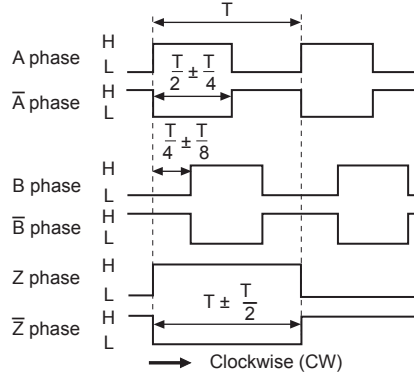 T
A phase H
L
T/2 ± T/4
A̅ phase H
L
T/4 ± T/8
B phase H
L
B̅ phase H
L
Z phase H
L
T ± T/2
Z̅ phase H
L
Clockwise (CW)